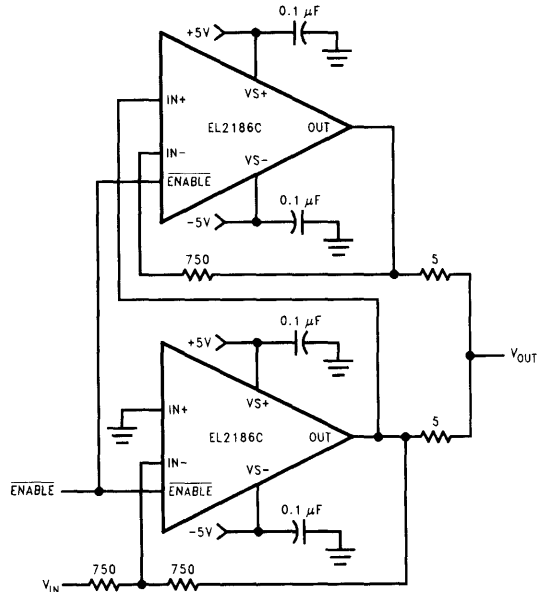 0.1 μF
+5V
IN+
VS+
EL2186C
OUT
IN-
VS-
ENABLE
0.1 μF
-5V
750
5
0.1 μF
+5V
VOUT
IN+
VS+
5
EL2186C
OUT
IN-
VS-
ENABLE
ENABLE
0.1 μF
-5V
750
750
VIN